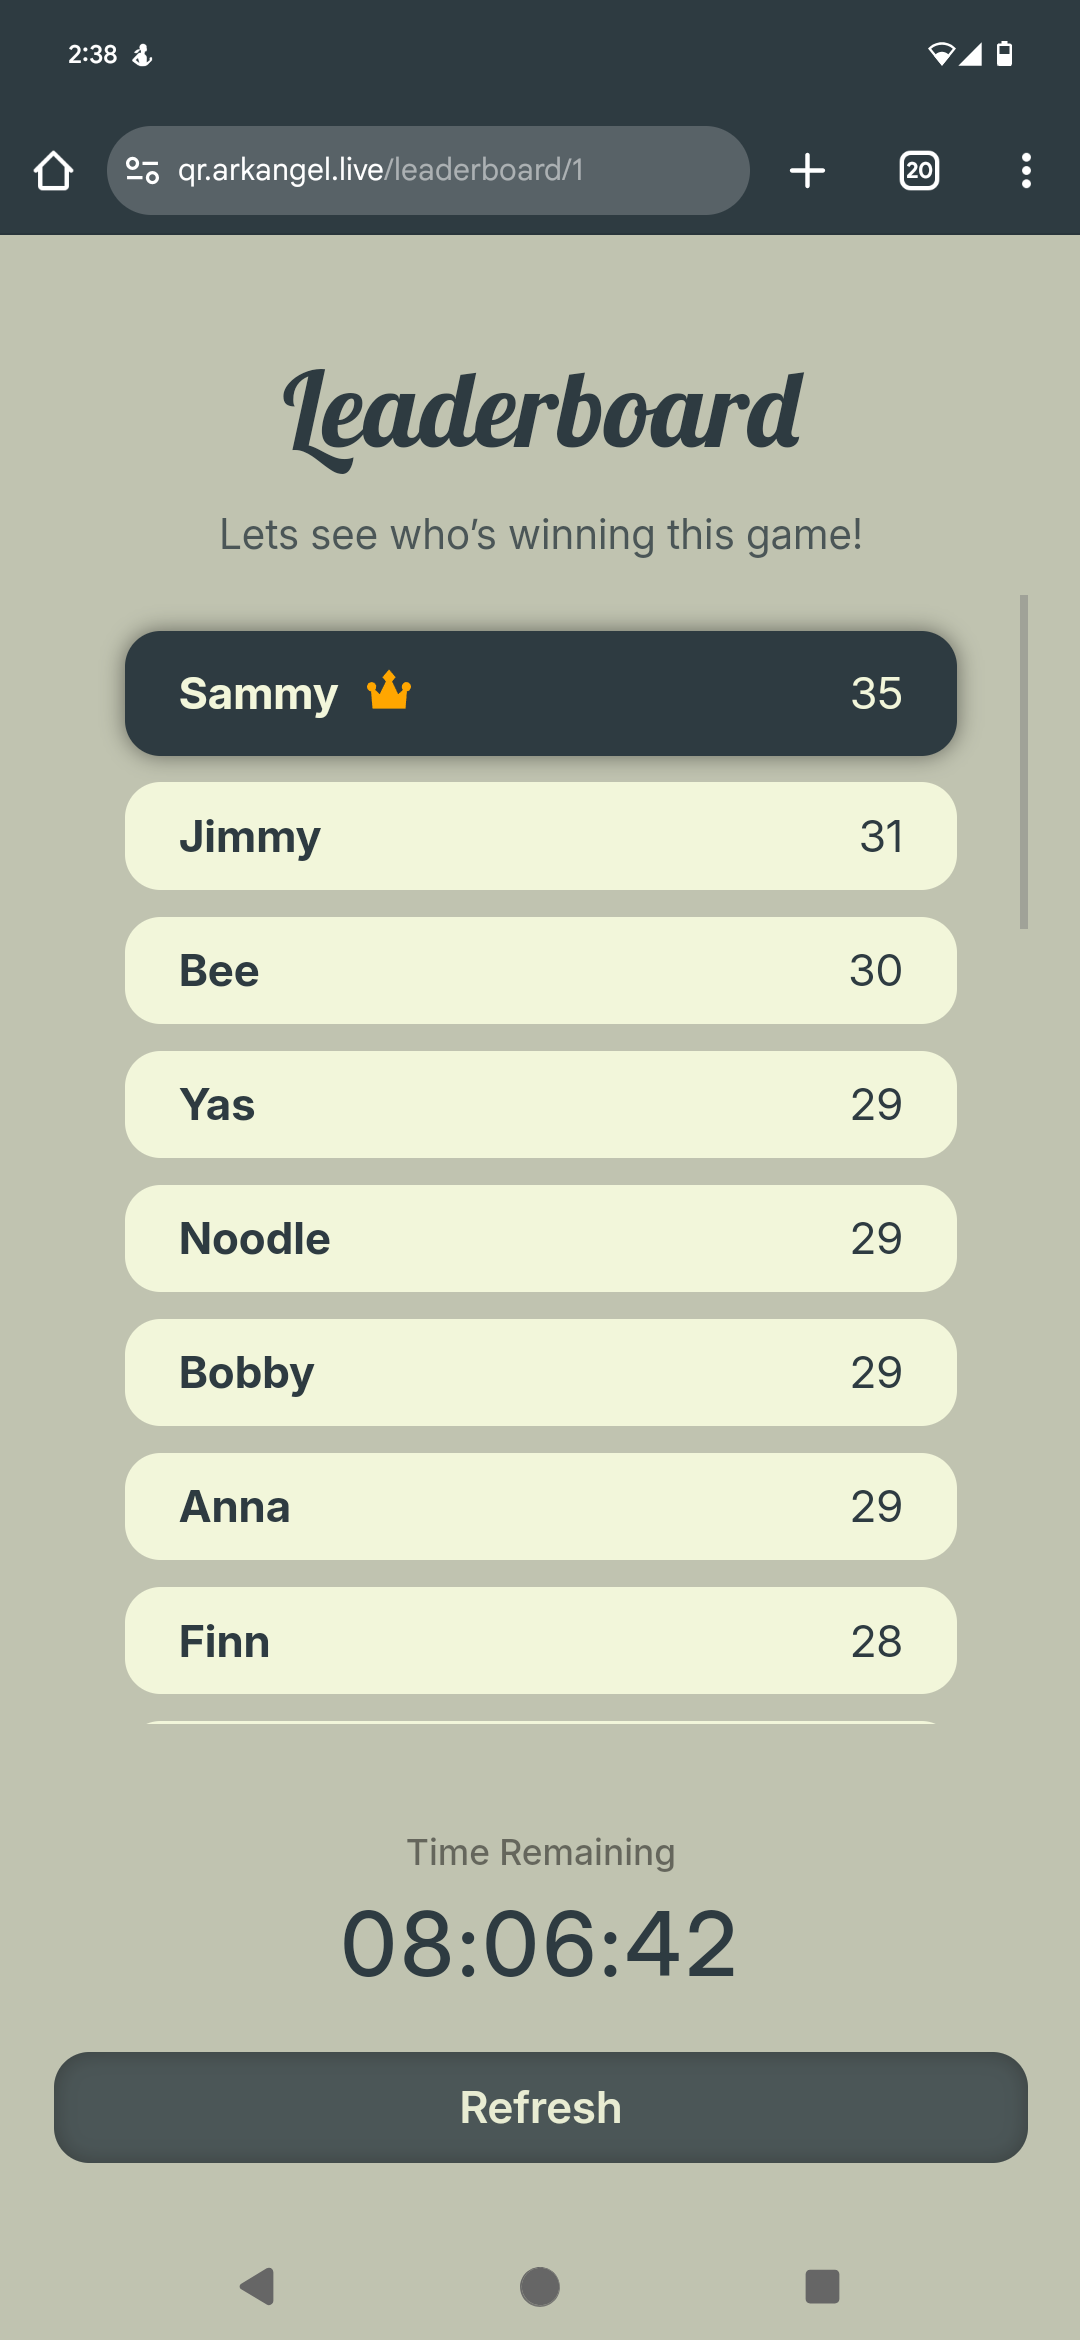 2:38
qr.arkangel.live/leaderboard/1
20
Leaderboard
Lets see who’s winning this game!
Sammy 35
Jimmy 31
Bee 30
Yas 29
Noodle 29
Bobby 29
Anna 29
Finn 28
Time Remaining
08:06:42
Refresh